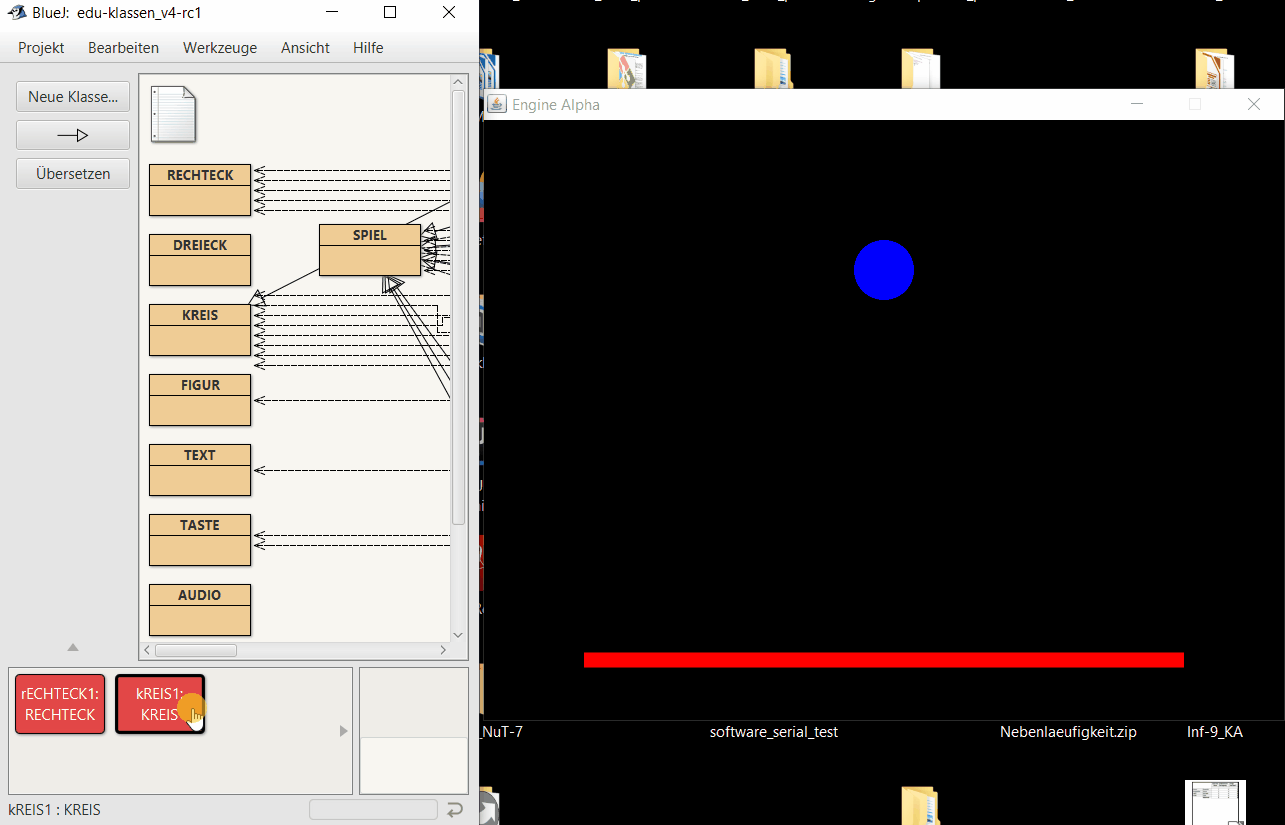 BlueJ: edu-klassen_v4-rc1
Projekt Bearbeiten Werkzeuge Ansicht Hilfe
Neue Klasse...
Übersetzen
RECHTECK
DREIECK
SPIEL
KREIS
FIGUR
TEXT
TASTE
AUDIO
rECHTECK1:
RECHTECK
kREIS1:
KREIS
kREIS1 : KREIS
Engine Alpha
_NuT-7
software_serial_test
Nebenlaeufigkeit.zip
Inf-9_KA